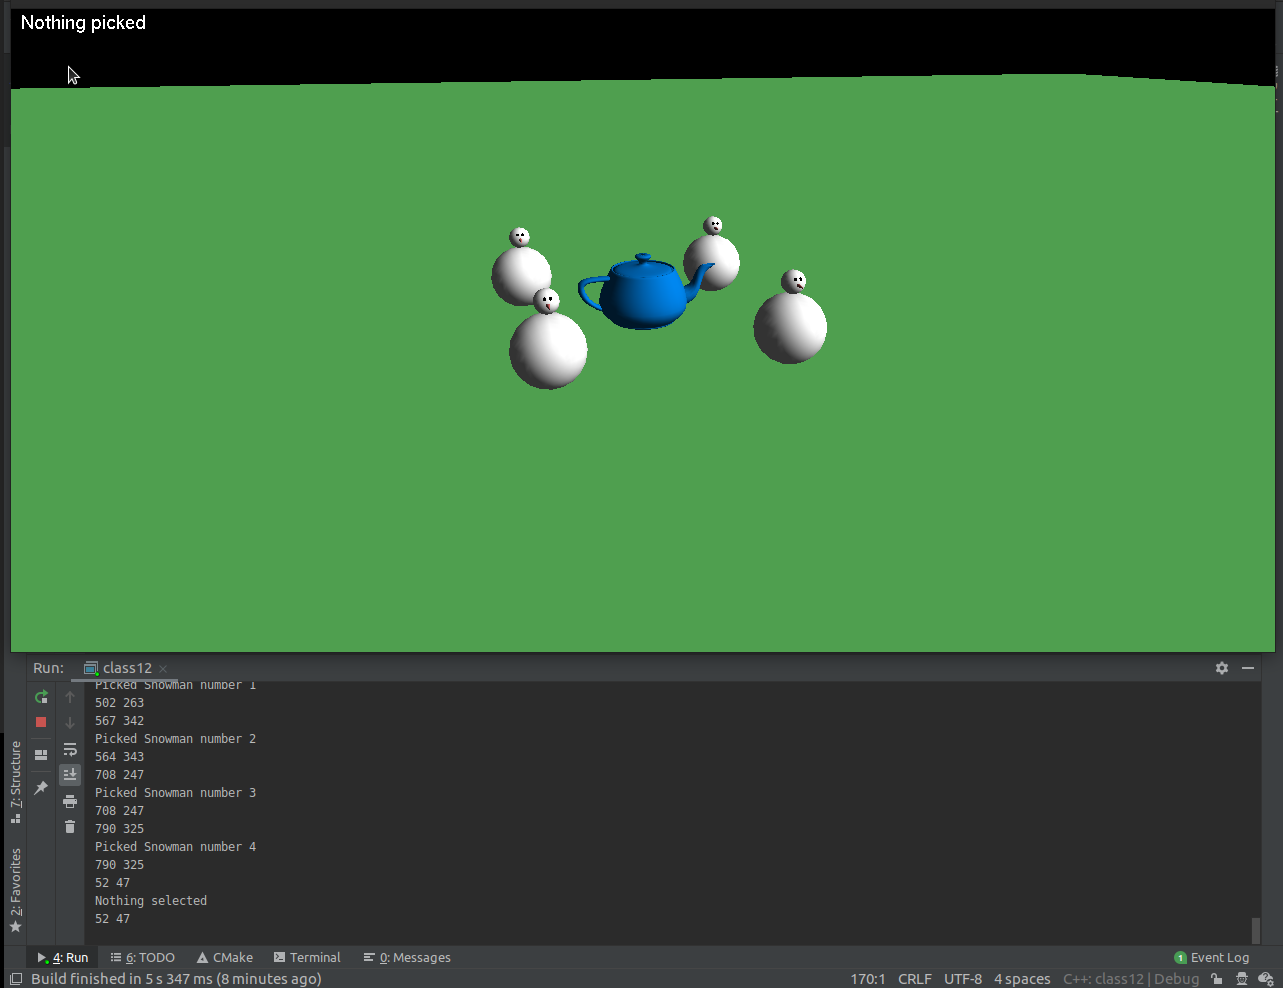 Nothing picked
Run: class12
Picked Snowman number 1
502 263
567 342
Picked Snowman number 2
564 343
708 247
Picked Snowman number 3
708 247
790 325
Picked Snowman number 4
790 325
52 47
Nothing selected
52 47
7: Structure
2: Favorites
4: Run 6: TODO CMake Terminal 0: Messages 1 Event Log
Build finished in 5 s 347 ms (8 minutes ago) 170:1 CRLF UTF-8 4 spaces C++: class12 | Debug